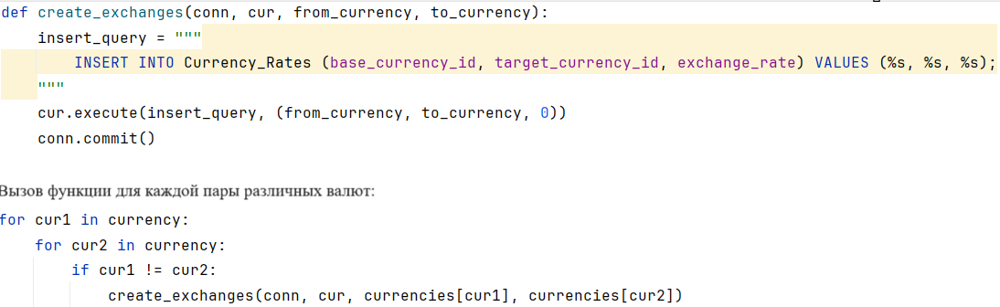 def create_exchanges(conn, cur, from_currency, to_currency):
    insert_query = """
        INSERT INTO Currency_Rates (base_currency_id, target_currency_id, exchange_rate) VALUES (%s, %s, %s);
    """
    cur.execute(insert_query, (from_currency, to_currency, 0))
    conn.commit()
Вызов функции для каждой пары различных валют:
for cur1 in currency:
    for cur2 in currency:
        if cur1 != cur2:
            create_exchanges(conn, cur, currencies[cur1], currencies[cur2])